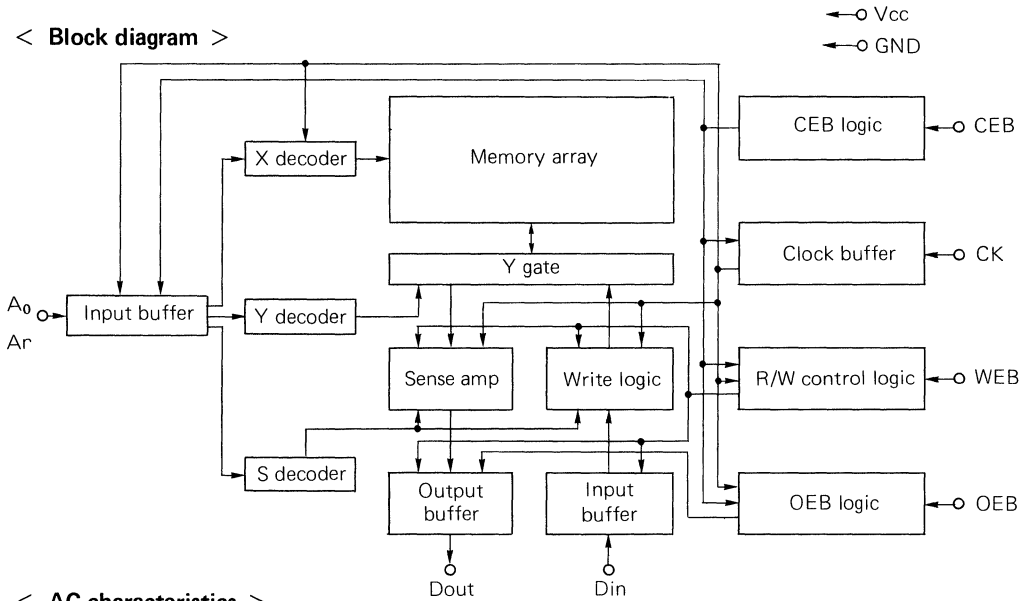 Vcc
< Block diagram >
GND
CEB logic
CEB
X decoder
Memory array
Clock buffer
CK
Y gate
A0
Input buffer
Y decoder
Ar
Sense amp
Write logic
R/W control logic
WEB
S decoder
Output
buffer
Input
buffer
OEB logic
OEB
Dout
Din
< AC characteristics >